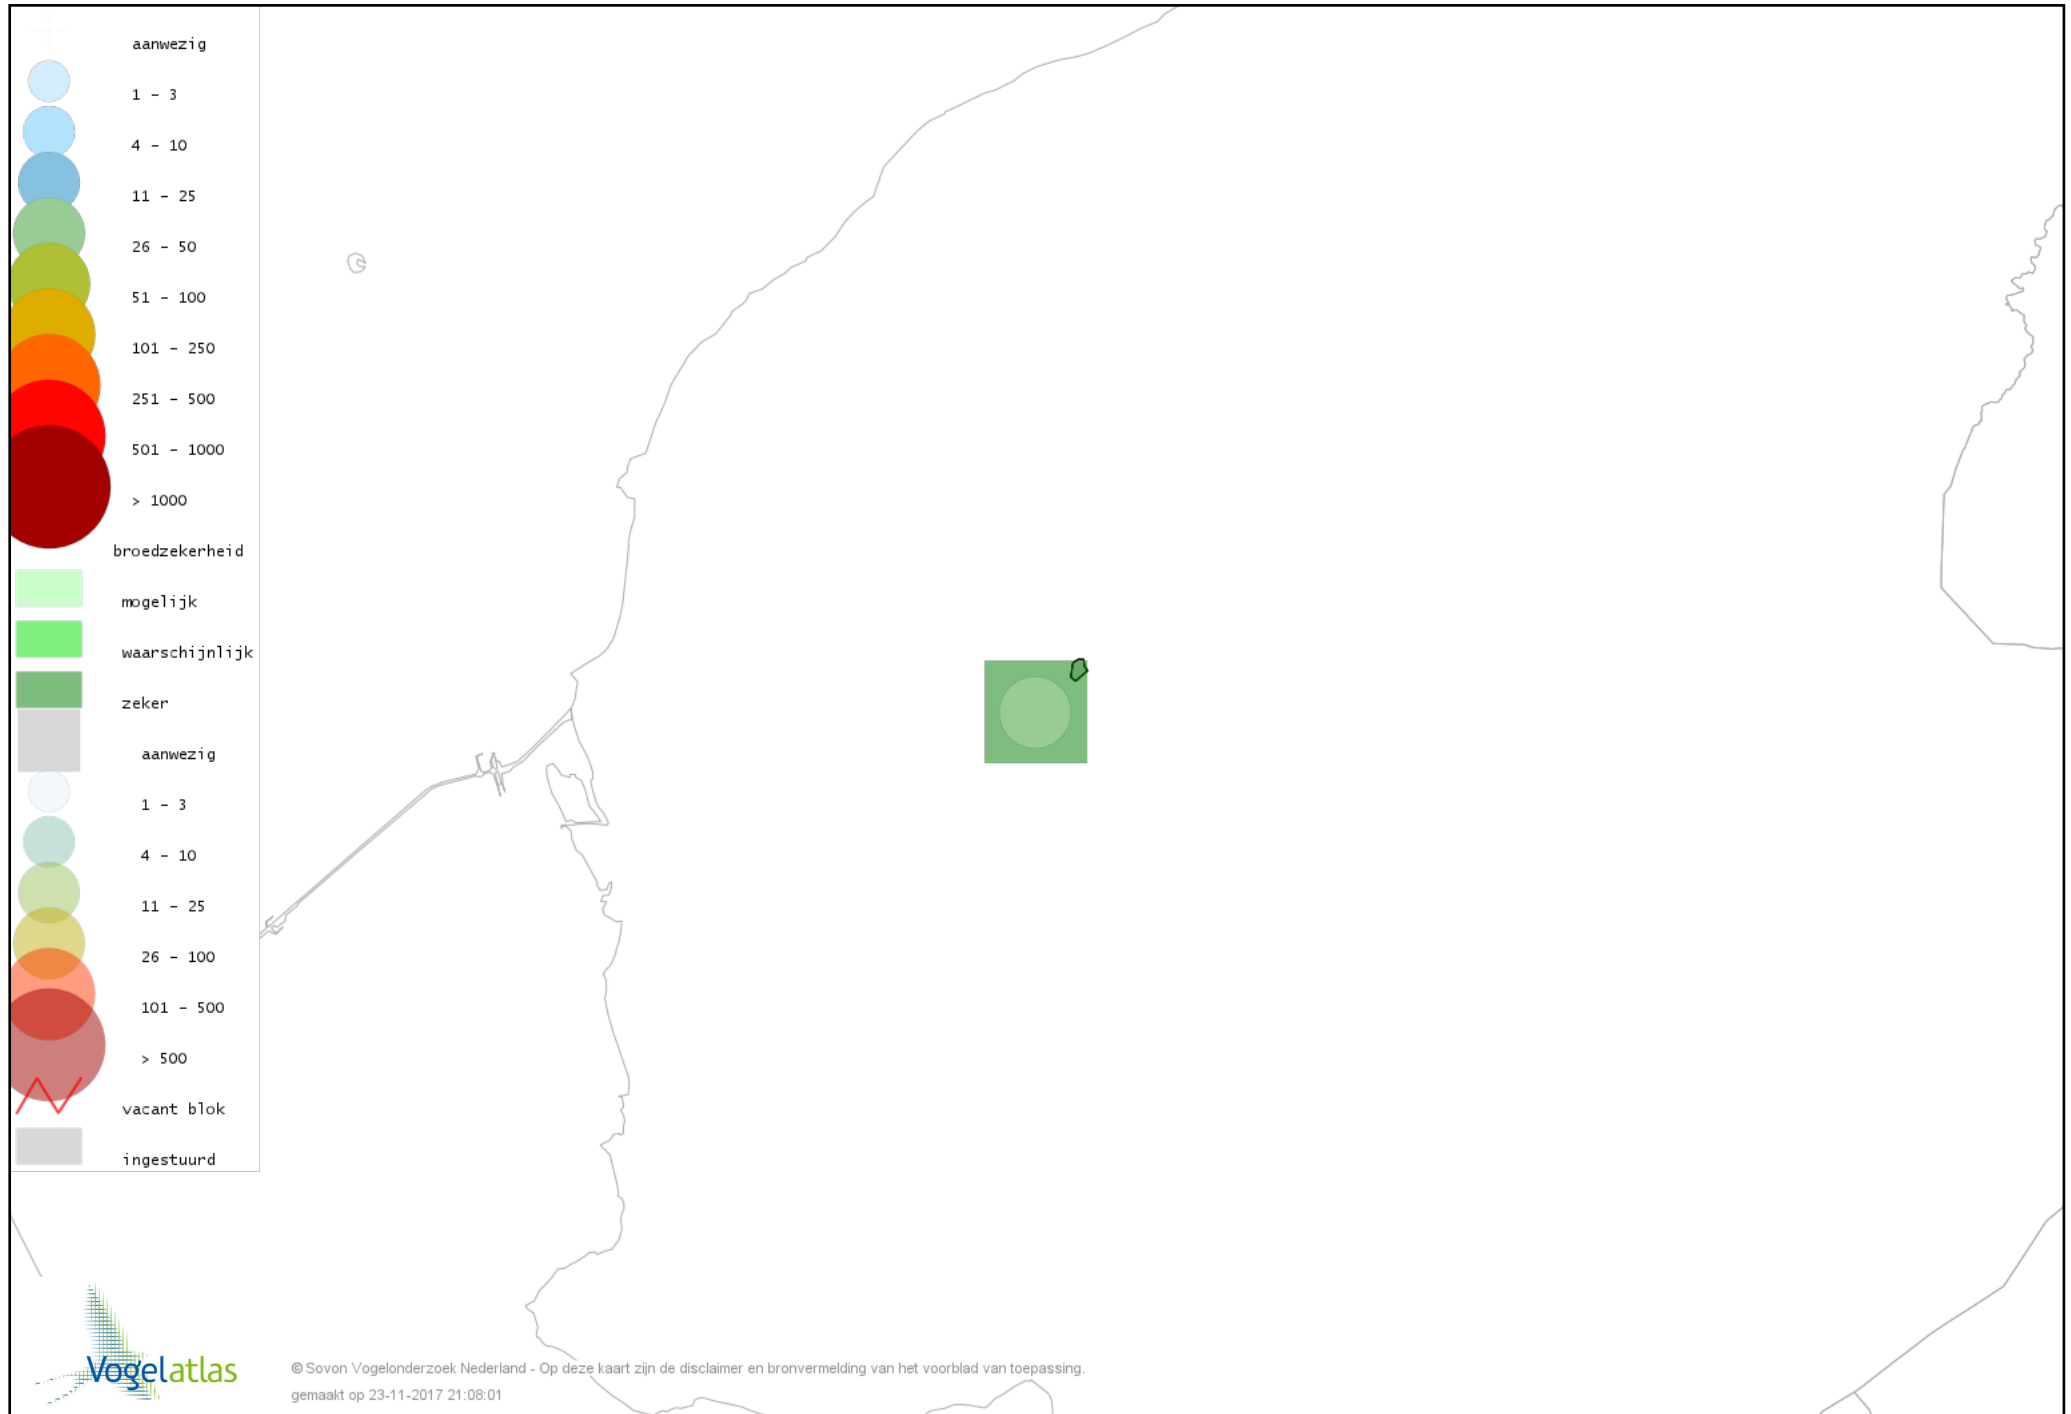 aanwezig
1 - 3
4 - 10
11 - 25
26 - 50
51 - 100
101 - 250
251 - 500
501 - 1000
> 1000
broedzekerheid
mogelijk
waarschijnlijk
zeker
aanwezig
1 - 3
4 - 10
11 - 25
26 - 100
101 - 500
> 500
vacant blok
ingestuurd
Vogelatlas
© Sovon Vogelonderzoek Nederland - Op deze kaart zijn de disclaimer en bronvermelding van het voorblad van toepassing.
gemaakt op 23-11-2017 21:08:01